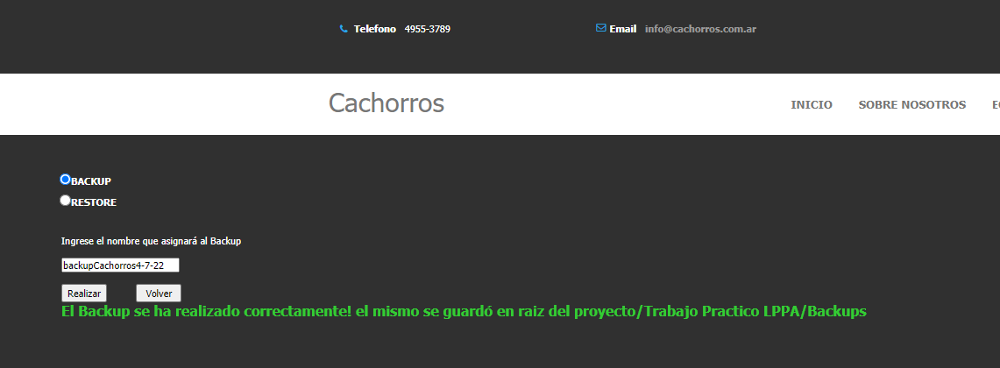 Telefono 4955-3789 Email info@cachorros.com.ar
Cachorros INICIO SOBRE NOSOTROS
BACKUP
RESTORE
Ingrese el nombre que asignará al Backup
backupCachorros4-7-22
Realizar Volver
El Backup se ha realizado correctamente! el mismo se guardó en raiz del proyecto/Trabajo Practico LPPA/Backups